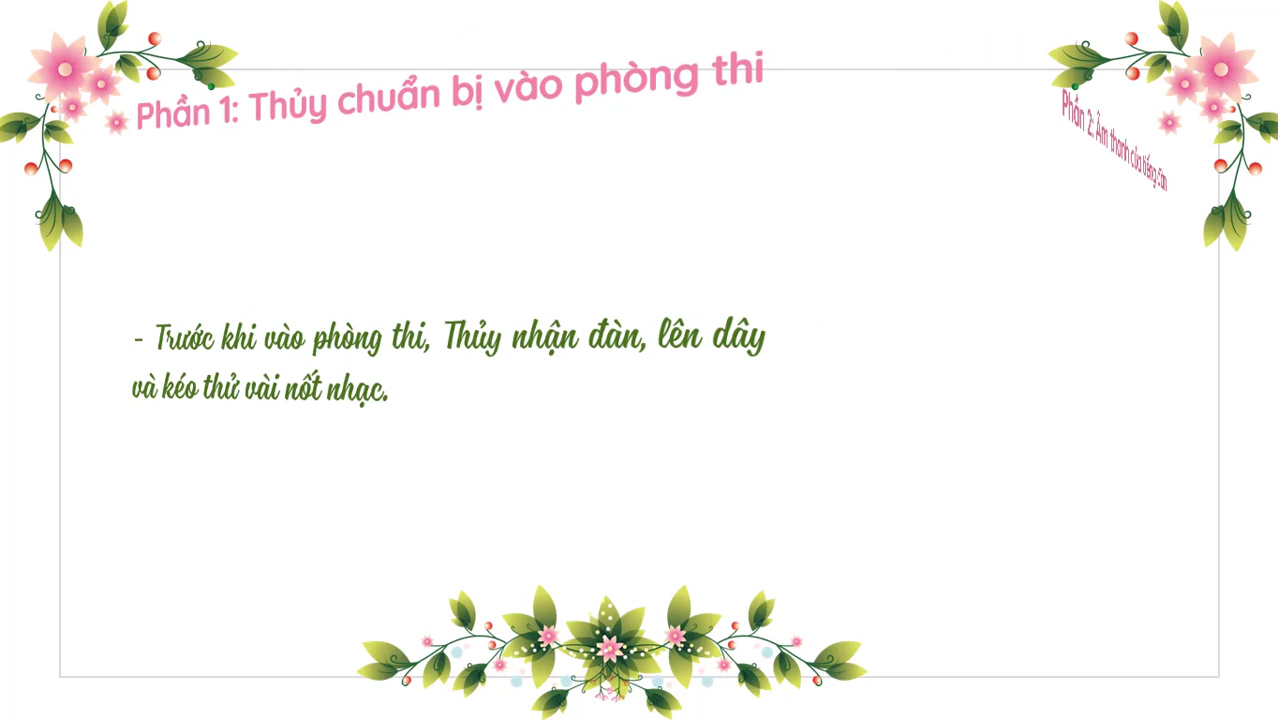 Phần 1: Thủy chuẩn bị vào phòng thi
Phần 2: Âm thanh của tiếng đàn
- Trước khi vào phòng thi, Thủy nhận đàn, lên dây
và kéo thử vài nốt nhạc.